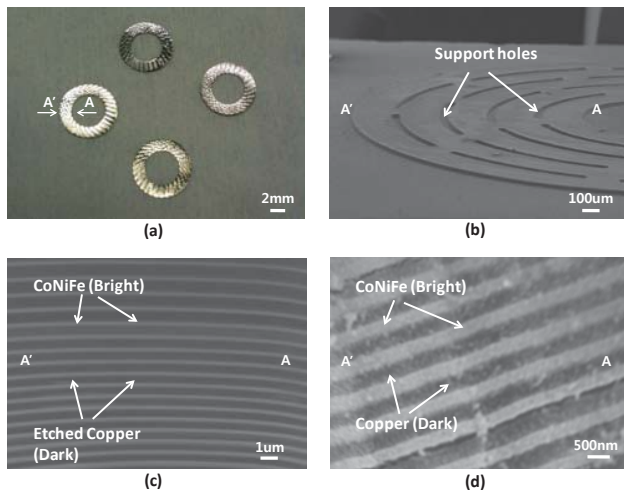 A' A
2mm
(a)
Support holes
A' A
100um
(b)
CoNiFe (Bright)
A' A
Etched Copper
(Dark)
1um
(c)
CoNiFe (Bright)
A' A
Copper (Dark)
500nm
(d)